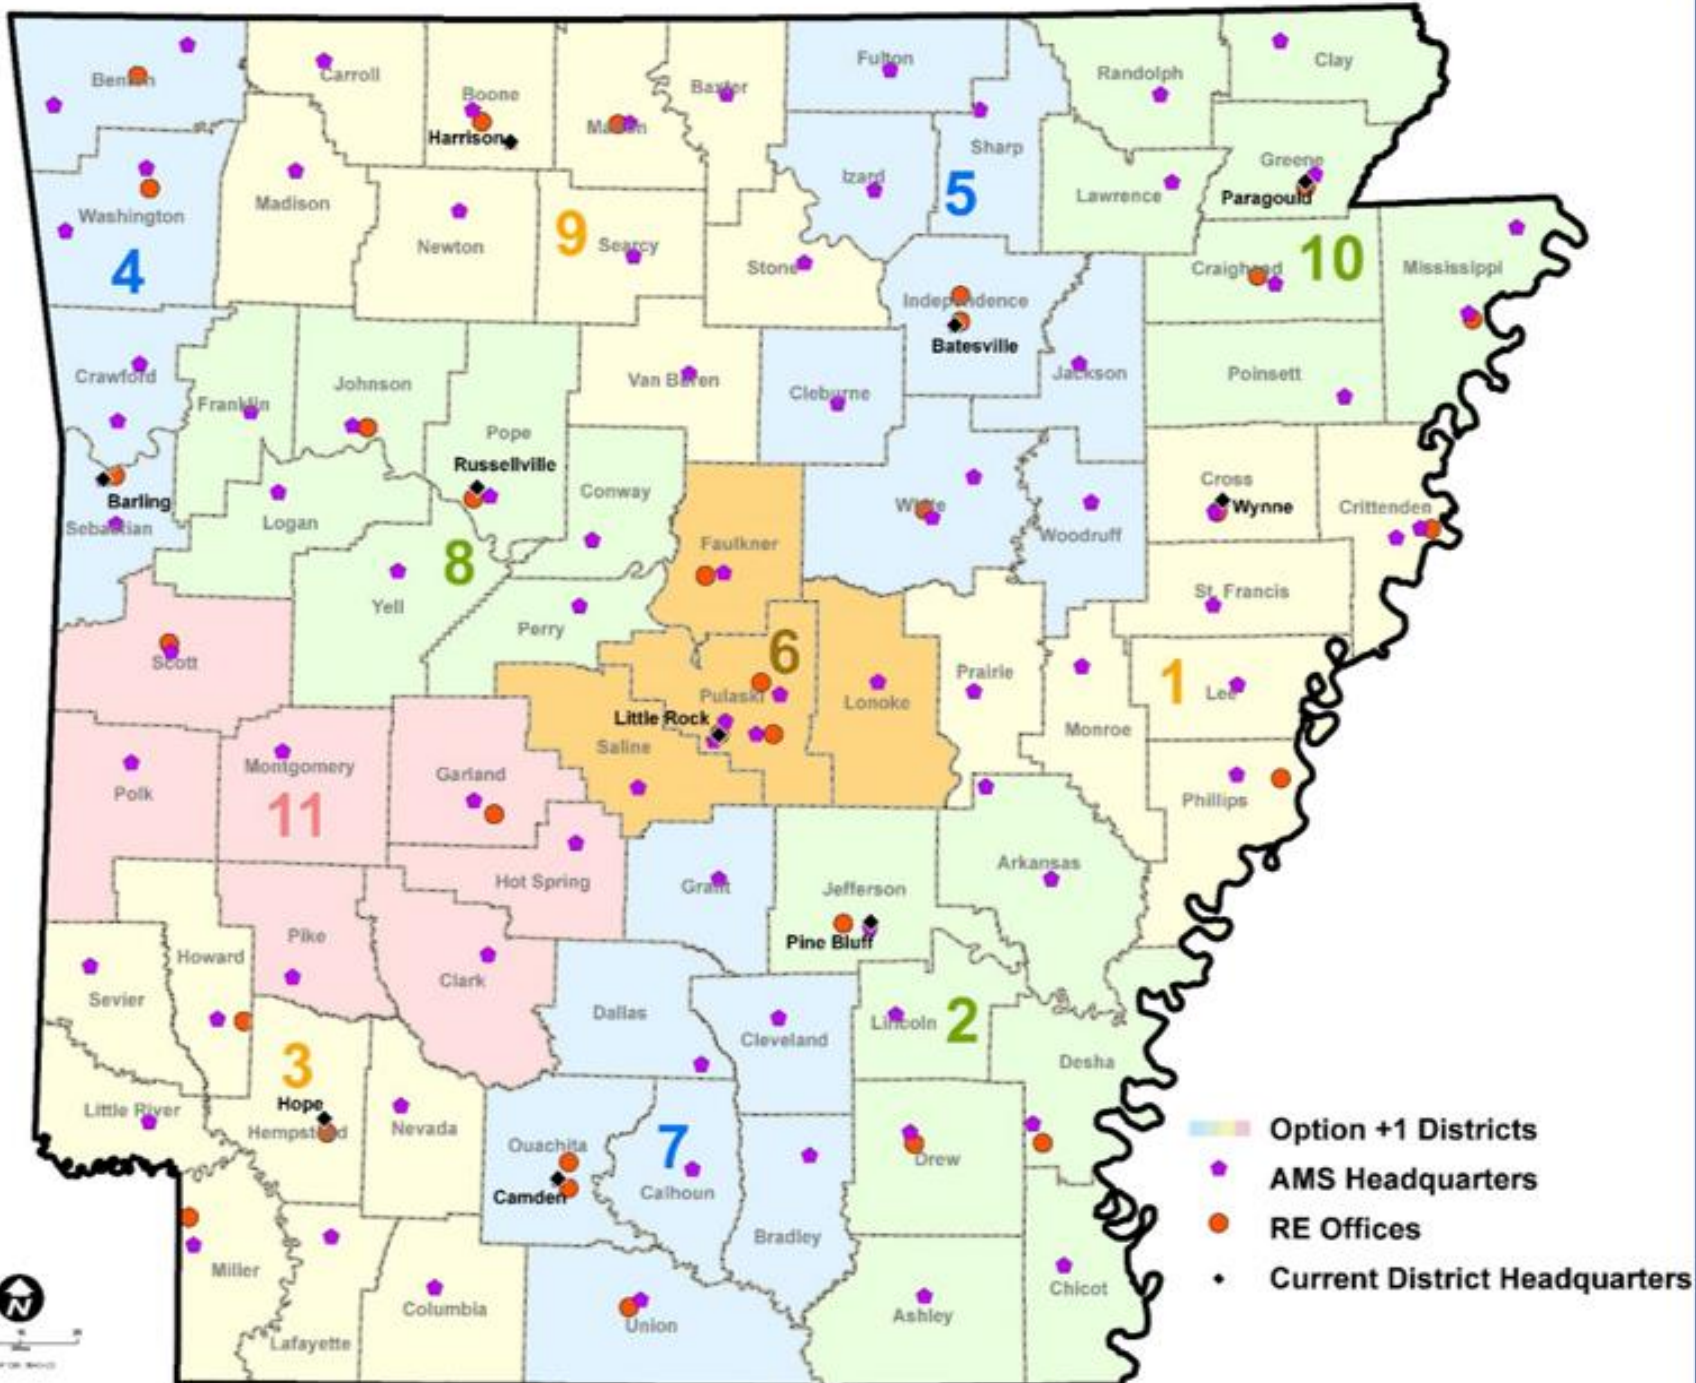 Benton
Carroll
Boone
Harrison
Marion
Baxter
Fulton
Sharp
Randolph
Clay
Washington
4
Madison
Newton
9
Searcy
Stone
Izard
5
Lawrence
Greene
Paragould
Craighead
10
Mississippi
Independence
Batesville
Jackson
Poinsett
Crawford
Franklin
Johnson
Pope
Russellville
Van Buren
Cleburne
Barling
Sebastian
Logan
Conway
White
Woodruff
Cross
Wynne
Crittenden
8
Yell
Perry
Faulkner
St. Francis
Scott
6
Pulaski
Little Rock
Saline
Lonoke
Prairie
Monroe
1
Lee
Polk
Montgomery
11
Garland
Hot Spring
Phillips
Grant
Jefferson
Pine Bluff
Arkansas
Howard
Pike
Clark
Sevier
Dallas
Cleveland
Lincoln
2
Desha
3
Hope
Hempstead
Little River
Nevada
Ouachita
Camden
7
Calhoun
Bradley
Drew
Miller
Lafayette
Columbia
Union
Ashley
Chicot
Option +1 Districts
AMS Headquarters
RE Offices
Current District Headquarters
N